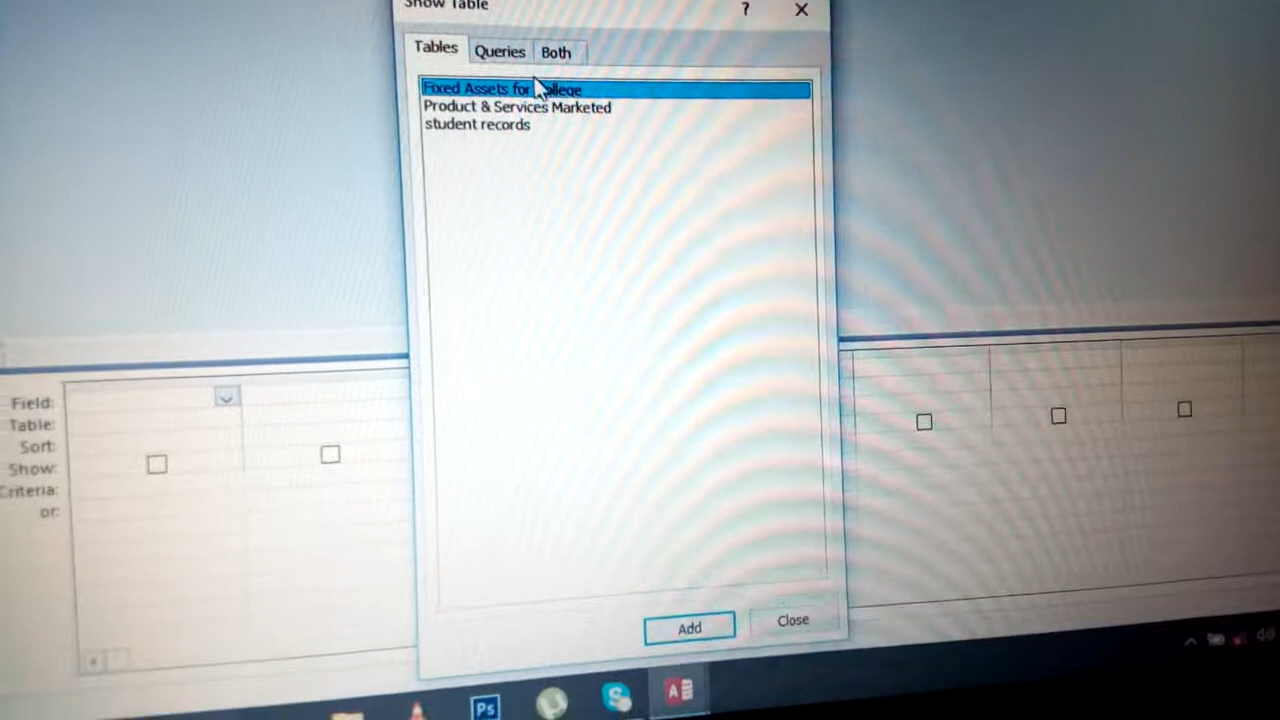 Show Table
?
Tables
Queries
Both
Fixed Assets for College
Product & Services Marketed
student records
Field:
Table:
Sort:
Show:
Criteria:
or:
Add
Close
Ps
A